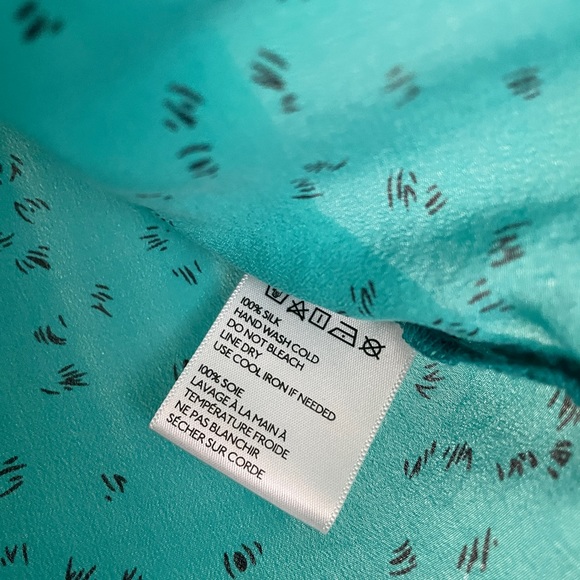 100% SILK
HAND WASH COLD
DO NOT BLEACH
LINE DRY
USE COOL IRON IF NEEDED
100% SOIE
LAVAGE À LA MAIN À
TEMPÉRATURE FROIDE
NE PAS BLANCHIR
SÉCHER SUR CORDE